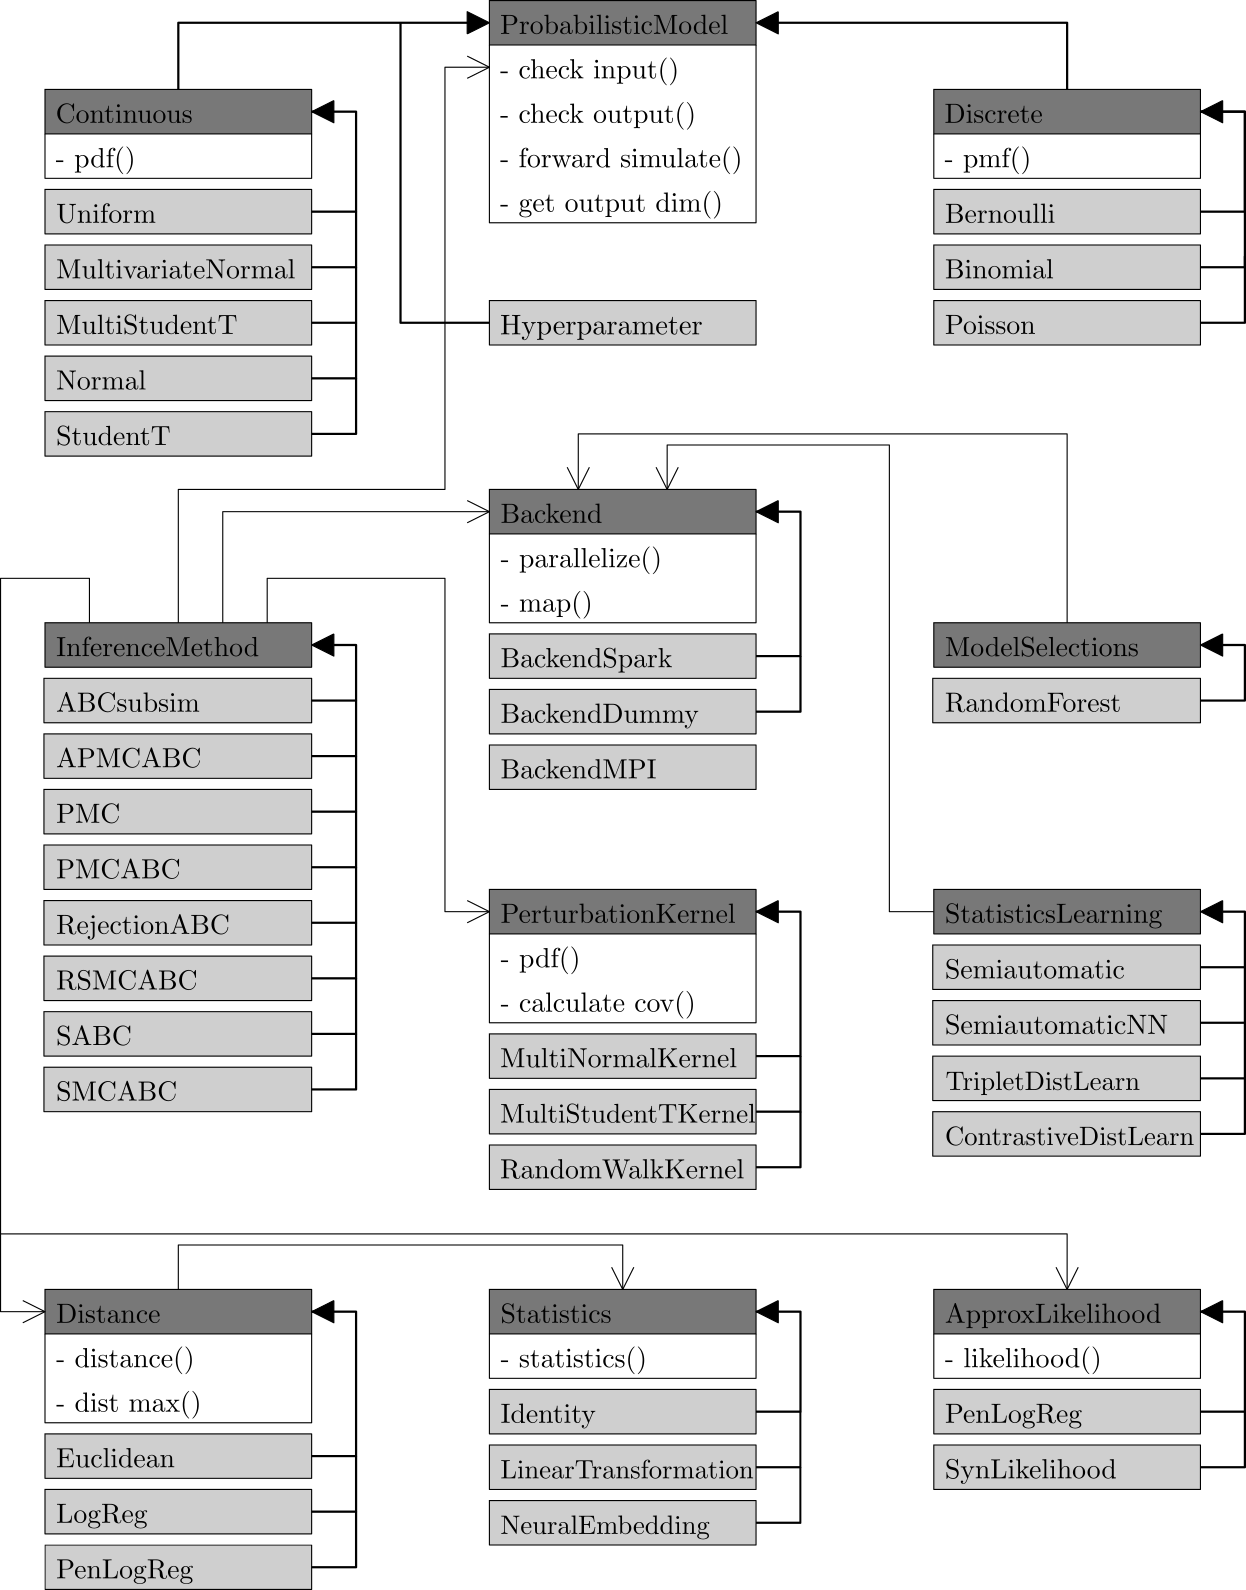 ProbabilisticModel
- check input()
- check output()
- forward simulate()
- get output dim()
Continuous
- pdf()
Uniform
MultivariateNormal
MultiStudentT
Normal
StudentT
Hyperparameter
Discrete
- pmf()
Bernoulli
Binomial
Poisson
Backend
- parallelize()
- map()
BackendSpark
BackendDummy
BackendMPI
InferenceMethod
ABCsubsim
APMCABC
PMC
PMCABC
RejectionABC
RSMCABC
SABC
SMCABC
ModelSelections
RandomForest
PerturbationKernel
- pdf()
- calculate cov()
MultiNormalKernel
MultiStudentTKernel
RandomWalkKernel
StatisticsLearning
Semiautomatic
SemiautomaticNN
TripletDistLearn
ContrastiveDistLearn
Distance
- distance()
- dist max()
Euclidean
LogReg
PenLogReg
Statistics
- statistics()
Identity
LinearTransformation
NeuralEmbedding
ApproxLikelihood
- likelihood()
PenLogReg
SynLikelihood